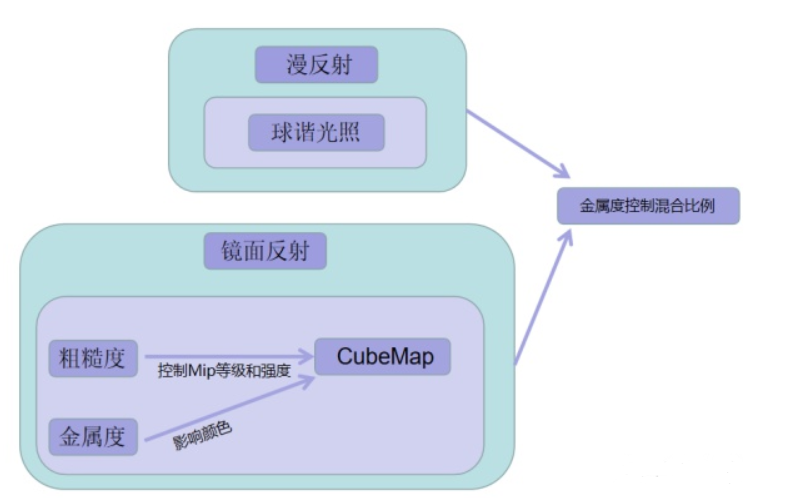 漫反射
球谐光照
金属度控制混合比例
镜面反射
粗糙度
控制Mip等级和强度
CubeMap
金属度
影响颜色